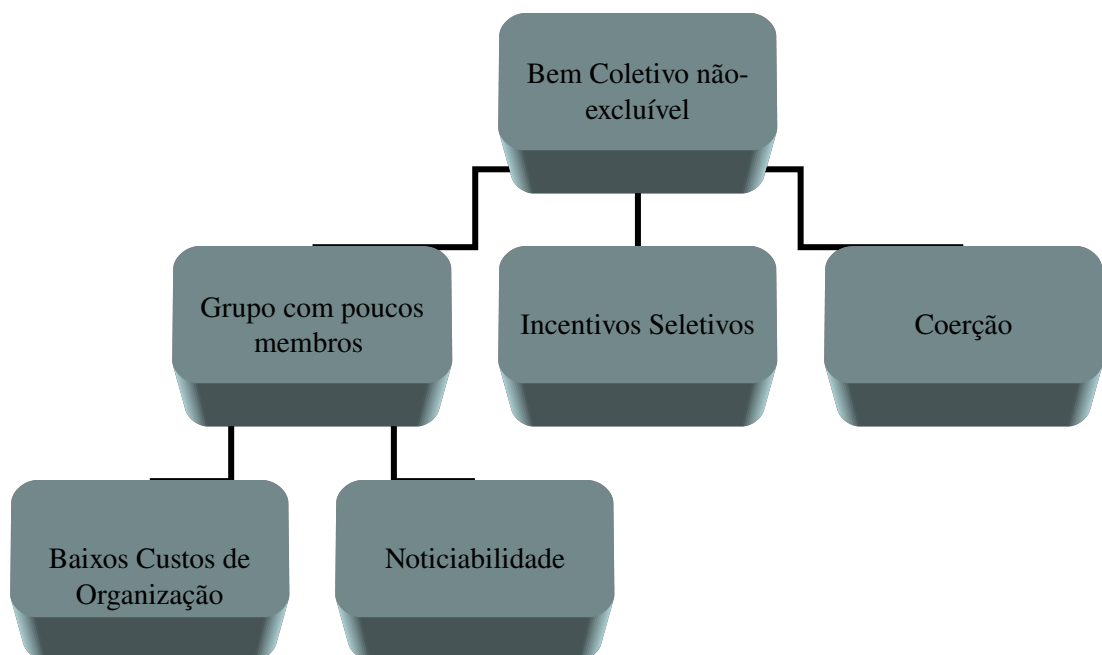 Bem Coletivo não-
excluível
Grupo com poucos
membros
Incentivos Seletivos
Coerção
Baixos Custos de
Organização
Noticiabilidade